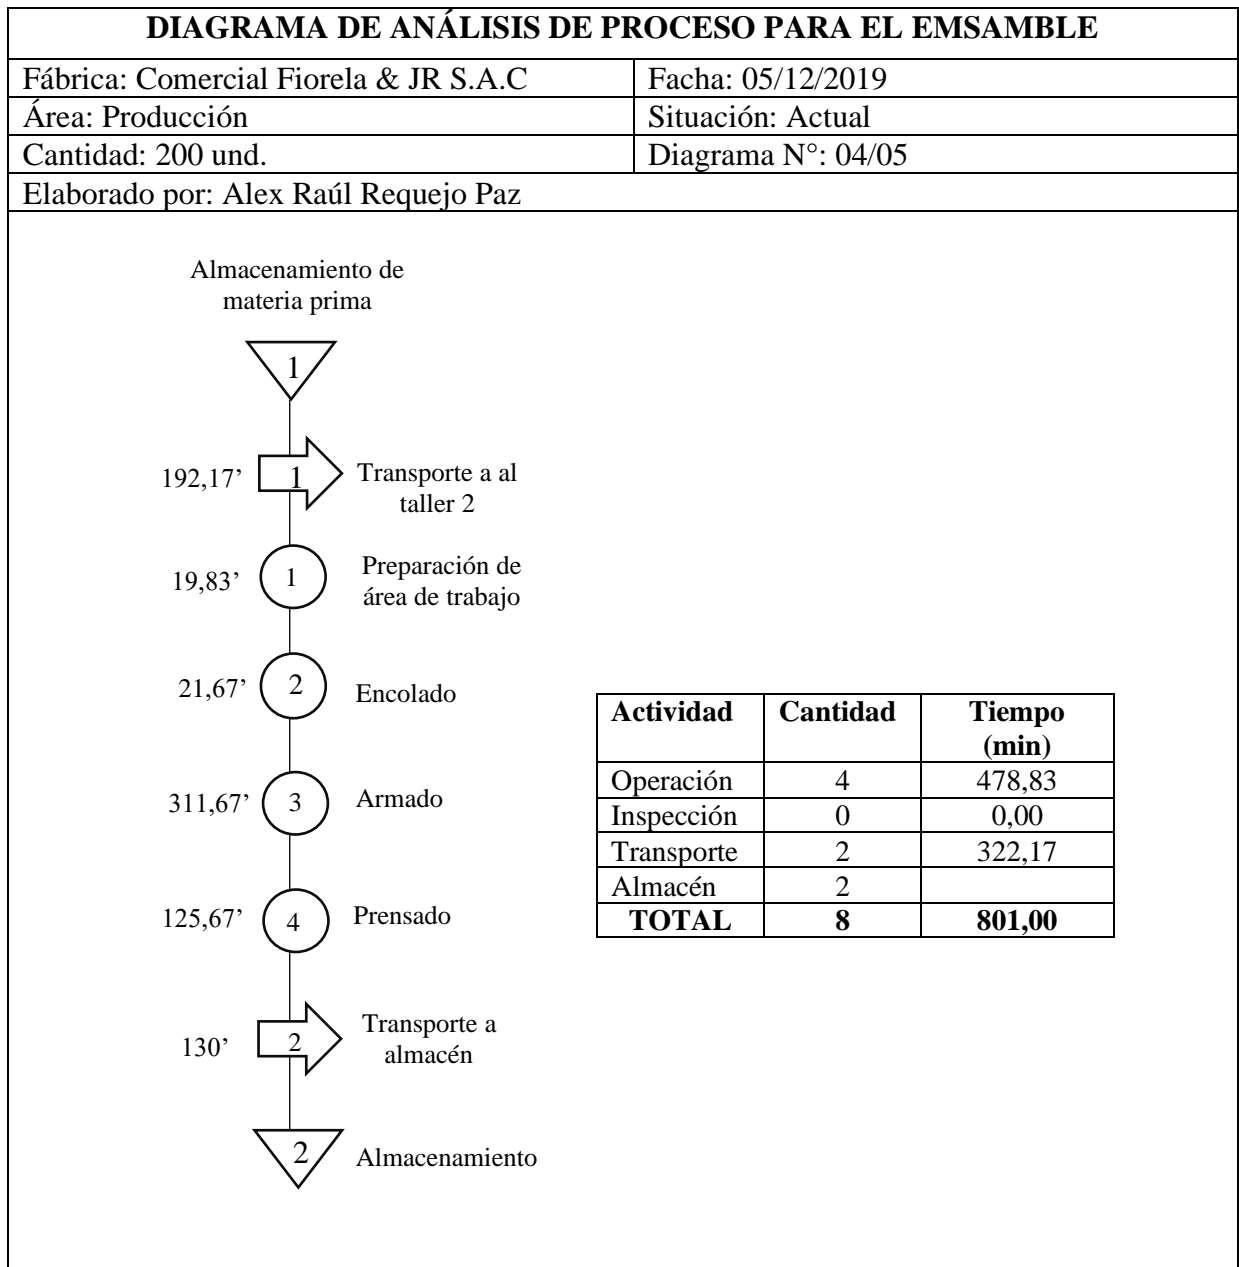 DIAGRAMA DE ANÁLISIS DE PROCESO PARA EL EMSAMBLE
Fábrica: Comercial Fiorela & JR S.A.C
Facha: 05/12/2019
Área: Producción
Situación: Actual
Cantidad: 200 und.
Diagrama N°: 04/05
Elaborado por: Alex Raúl Requejo Paz
Almacenamiento de
materia prima
1
192,17’
1
Transporte a al
taller 2
19,83’
1
Preparación de
área de trabajo
21,67’
2
Encolado
311,67’
3
Armado
125,67’
4
Prensado
130’
2
Transporte a
almacén
2
Almacenamiento
Actividad Cantidad Tiempo
(min)
Operación 4 478,83
Inspección 0 0,00
Transporte 2 322,17
Almacén 2
TOTAL 8 801,00